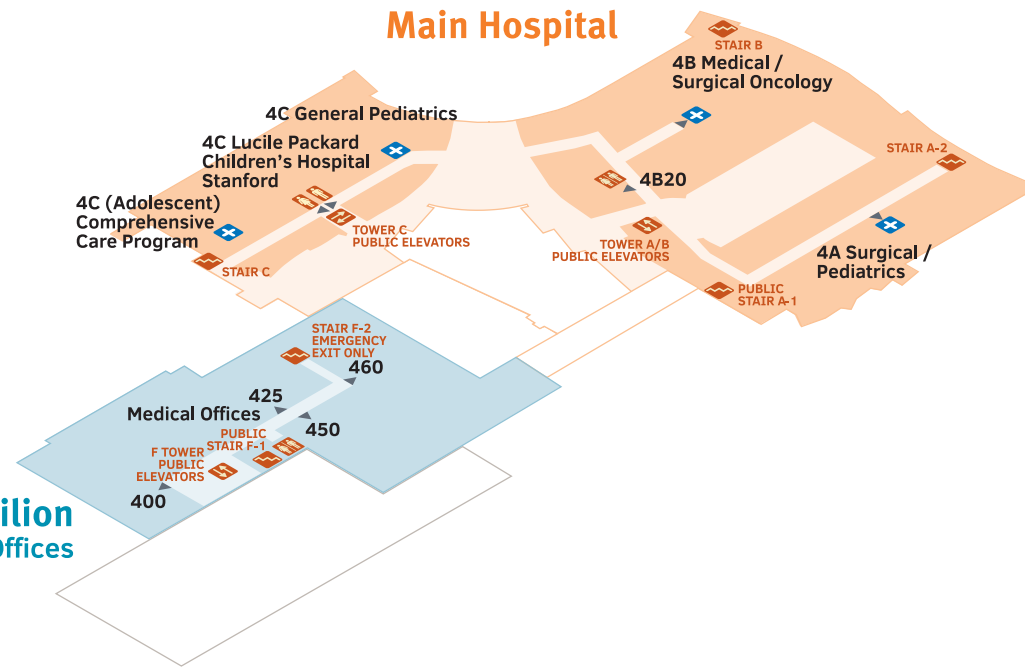 Main Hospital
STAIR B
4B Medical /
Surgical Oncology
4C General Pediatrics
4C Lucile Packard
Children's Hospital
Stanford
STAIR A-2
4B20
4C (Adolescent)
Comprehensive
Care Program
TOWER C
PUBLIC ELEVATORS
TOWER A/B
PUBLIC ELEVATORS
4A Surgical /
Pediatrics
STAIR C
PUBLIC
STAIR A-1
STAIR F-2
EMERGENCY
EXIT ONLY
460
425
Medical Offices
450
PUBLIC
STAIR F-1
F TOWER
PUBLIC
ELEVATORS
400
ilion
Offices